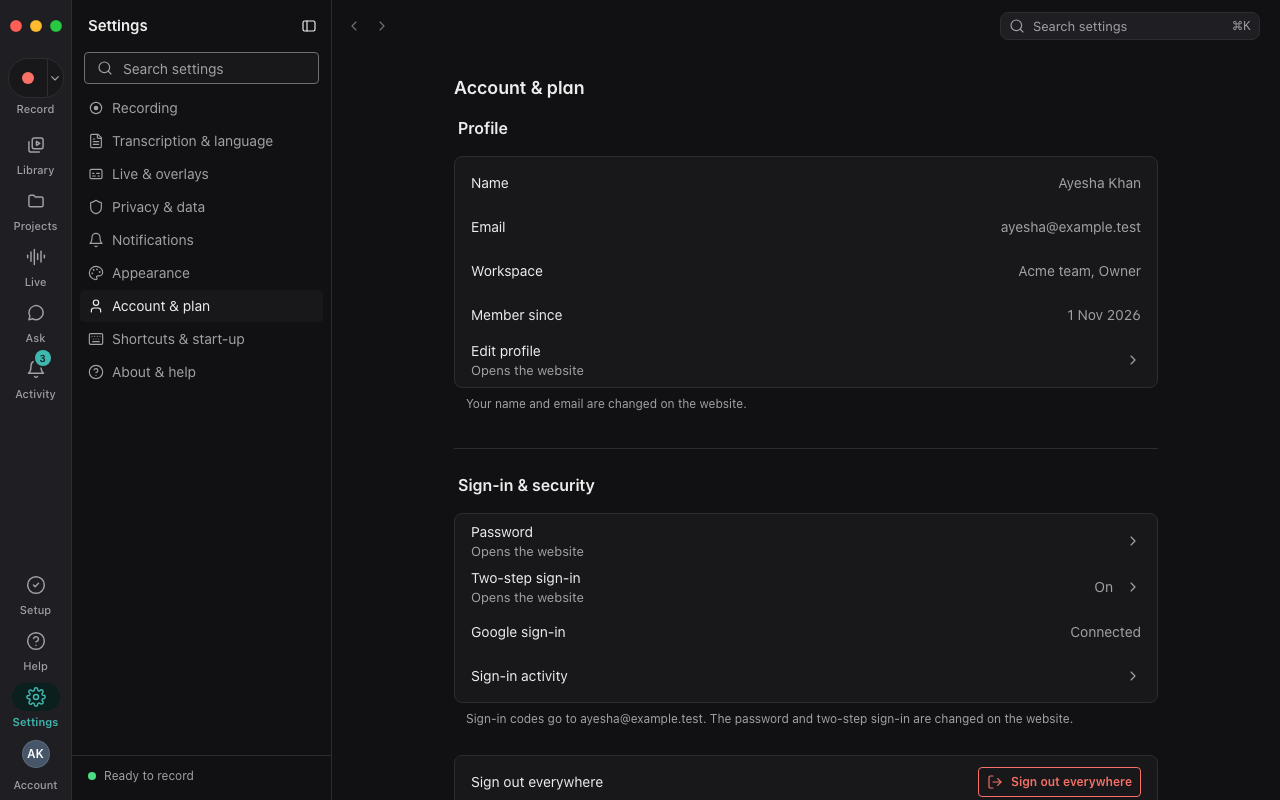 Settings
Search settings
⌘K
Record
Library
Projects
Live
Ask
3
Activity
Setup
Help
Settings
AK
Account
Search settings
Recording
Transcription & language
Live & overlays
Privacy & data
Notifications
Appearance
Account & plan
Shortcuts & start-up
About & help
Ready to record
Account & plan
Profile
Name
Ayesha Khan
Email
ayesha@example.test
Workspace
Acme team, Owner
Member since
1 Nov 2026
Edit profile
Opens the website
Your name and email are changed on the website.
Sign-in & security
Password
Opens the website
Two-step sign-in
Opens the website
On
Google sign-in
Connected
Sign-in activity
Sign-in codes go to ayesha@example.test. The password and two-step sign-in are changed on the website.
Sign out everywhere
Sign out everywhere